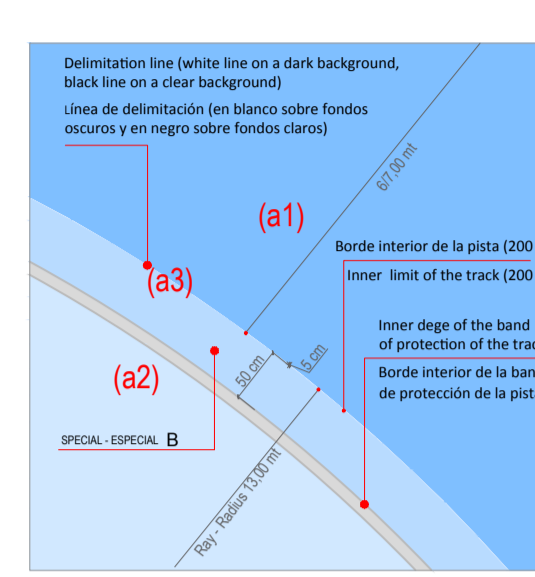 Delimitation line (white line on a dark background,
black line on a clear background)
Línea de delimitación (en blanco sobre fondos
oscuros y en negro sobre fondos claros)
6/7,00 mt
(a1)
Borde interior de la pista (200
(a3)
Inner limit of the track (200
Inner dege of the band
of protection of the trac
(a2)
50 cm
5 cm
Borde interior de la ban
de protección de la pist
SPECIAL - ESPECIAL B
Ray - Radius 13,00 mt